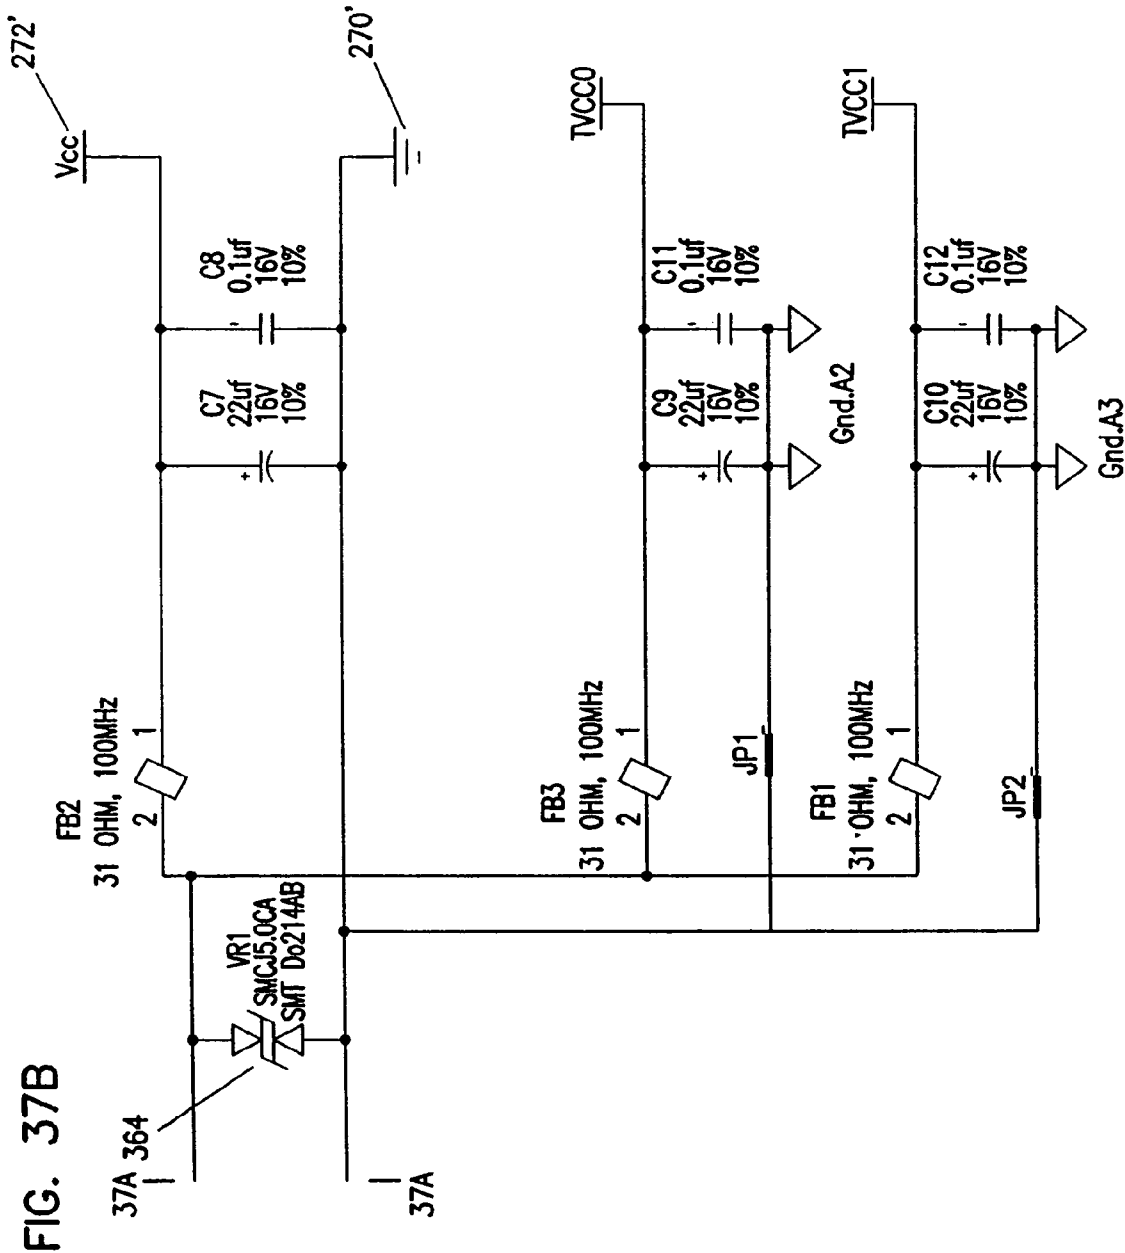 FIG. 37B
272'
Vcc
270'
FB2
31 OHM, 100MHz
2 1
C7
22uf
16V
10%
C8
0.1uf
16V
10%
+
37A
364
VR1
SMCJ5.0CA
SMT Do214AB
37A
TVCC0
FB3
31 OHM, 100MHz
2 1
C9
22uf
16V
10%
C11
0.1uf
16V
10%
+
JP1
Gnd.A2
TVCC1
FB1
31 OHM, 100MHz
2 1
C10
22uf
16V
10%
C12
0.1uf
16V
10%
+
JP2
Gnd.A3